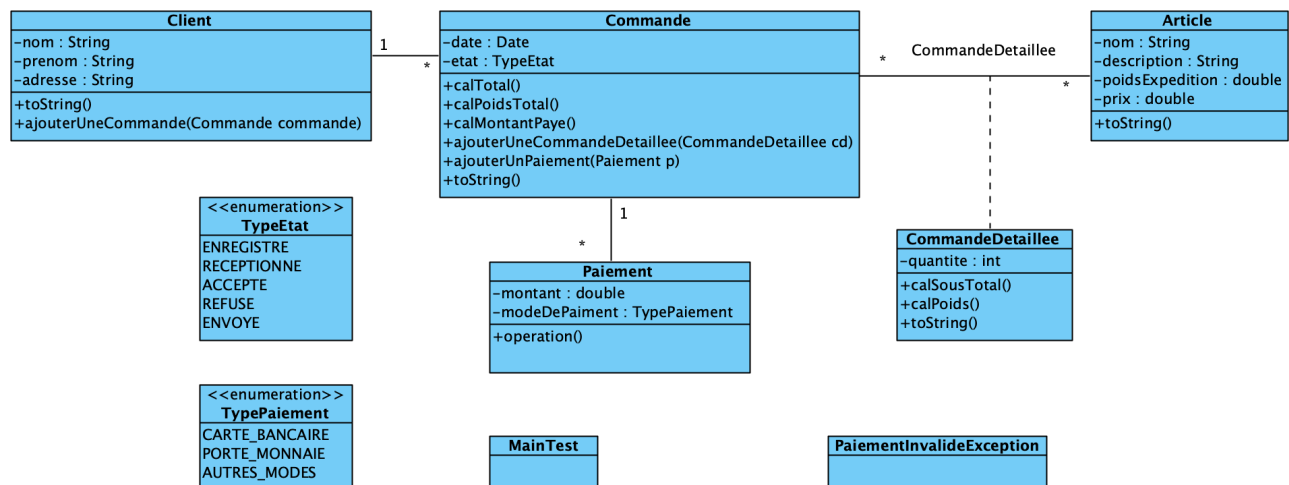 Client
-nom : String
-prenom : String
-adresse : String
+toString()
+ajouterUneCommande(Commande commande)
1
*
Commande
-date : Date
-etat : TypeEtat
+calTotal()
+calPoidsTotal()
+calMontantPaye()
+ajouterUneCommandeDetaillee(CommandeDetaillee cd)
+ajouterUnPaiement(Paiement p)
+toString()
*
CommandeDetaillee
*
Article
-nom : String
-description : String
-poidsExpedition : double
-prix : double
+toString()
<<enumeration>>
TypeEtat
ENREGISTRE
RECEPTIONNE
ACCEPTE
REFUSE
ENVOYE
1
*
Paiement
-montant : double
-modeDePaiment : TypePaiement
+operation()
CommandeDetaillee
-quantite : int
+calSousTotal()
+calPoids()
+toString()
<<enumeration>>
TypePaiement
CARTE_BANCAIRE
PORTE_MONNAIE
AUTRES_MODES
MainTest
PaiementInvalideException